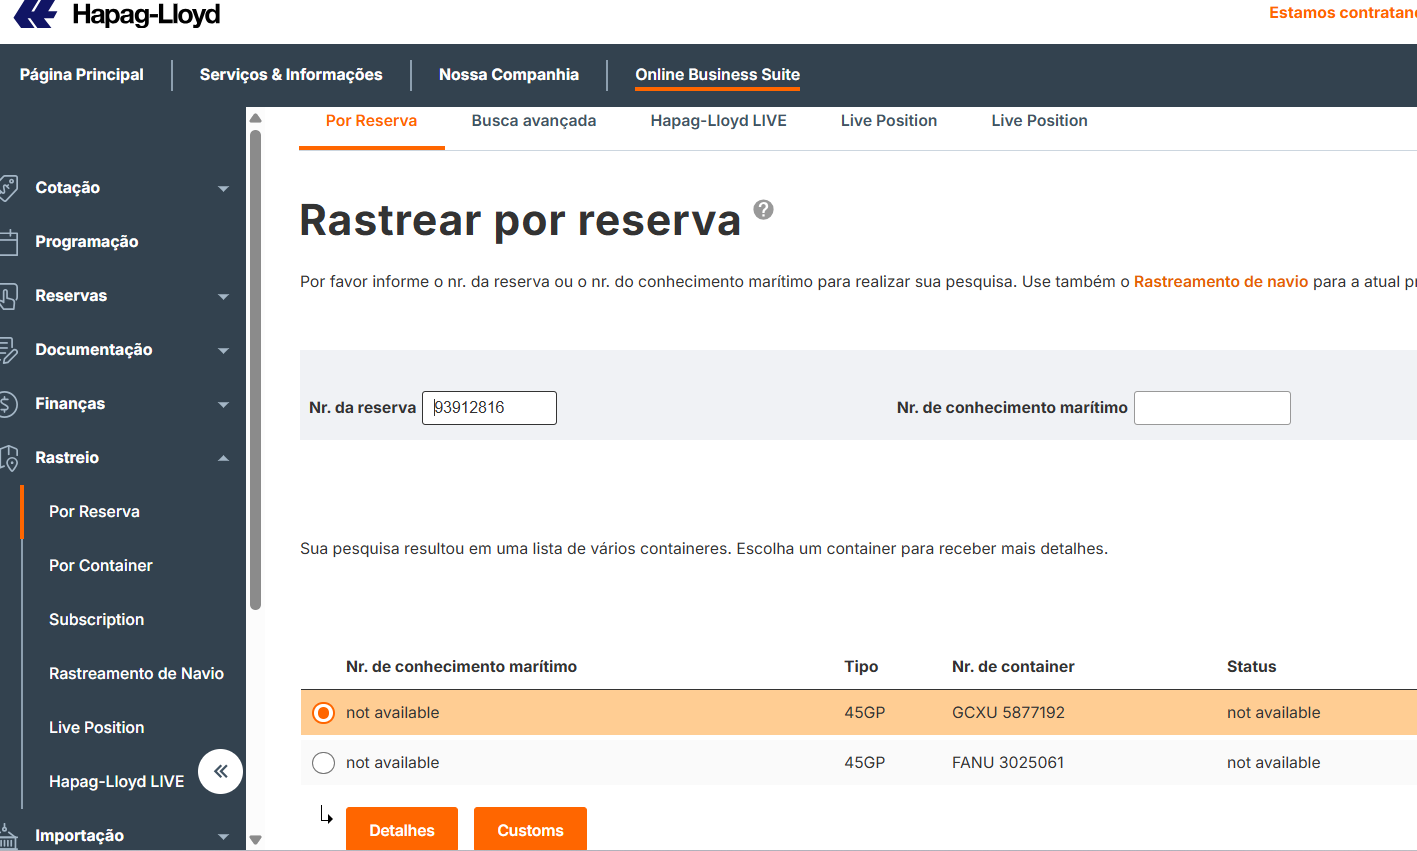 Hapag-Lloyd
Estamos contratan
Página Principal
Serviços & Informações
Nossa Companhia
Online Business Suite
Por Reserva
Busca avançada
Hapag-Lloyd LIVE
Live Position
Live Position
Cotação
Programação
Reservas
Documentação
Finanças
Rastreio
Por Reserva
Por Container
Subscription
Rastreamento de Navio
Live Position
Hapag-Lloyd LIVE
Importação
Rastrear por reserva ?
Por favor informe o nr. da reserva ou o nr. do conhecimento marítimo para realizar sua pesquisa. Use também o Rastreamento de navio para a atual p
Nr. da reserva 93912816
Nr. de conhecimento marítimo
Sua pesquisa resultou em uma lista de vários containeres. Escolha um container para receber mais detalhes.
Nr. de conhecimento marítimo Tipo Nr. de container Status
not available 45GP GCXU 5877192 not available
not available 45GP FANU 3025061 not available
Detalhes
Customs